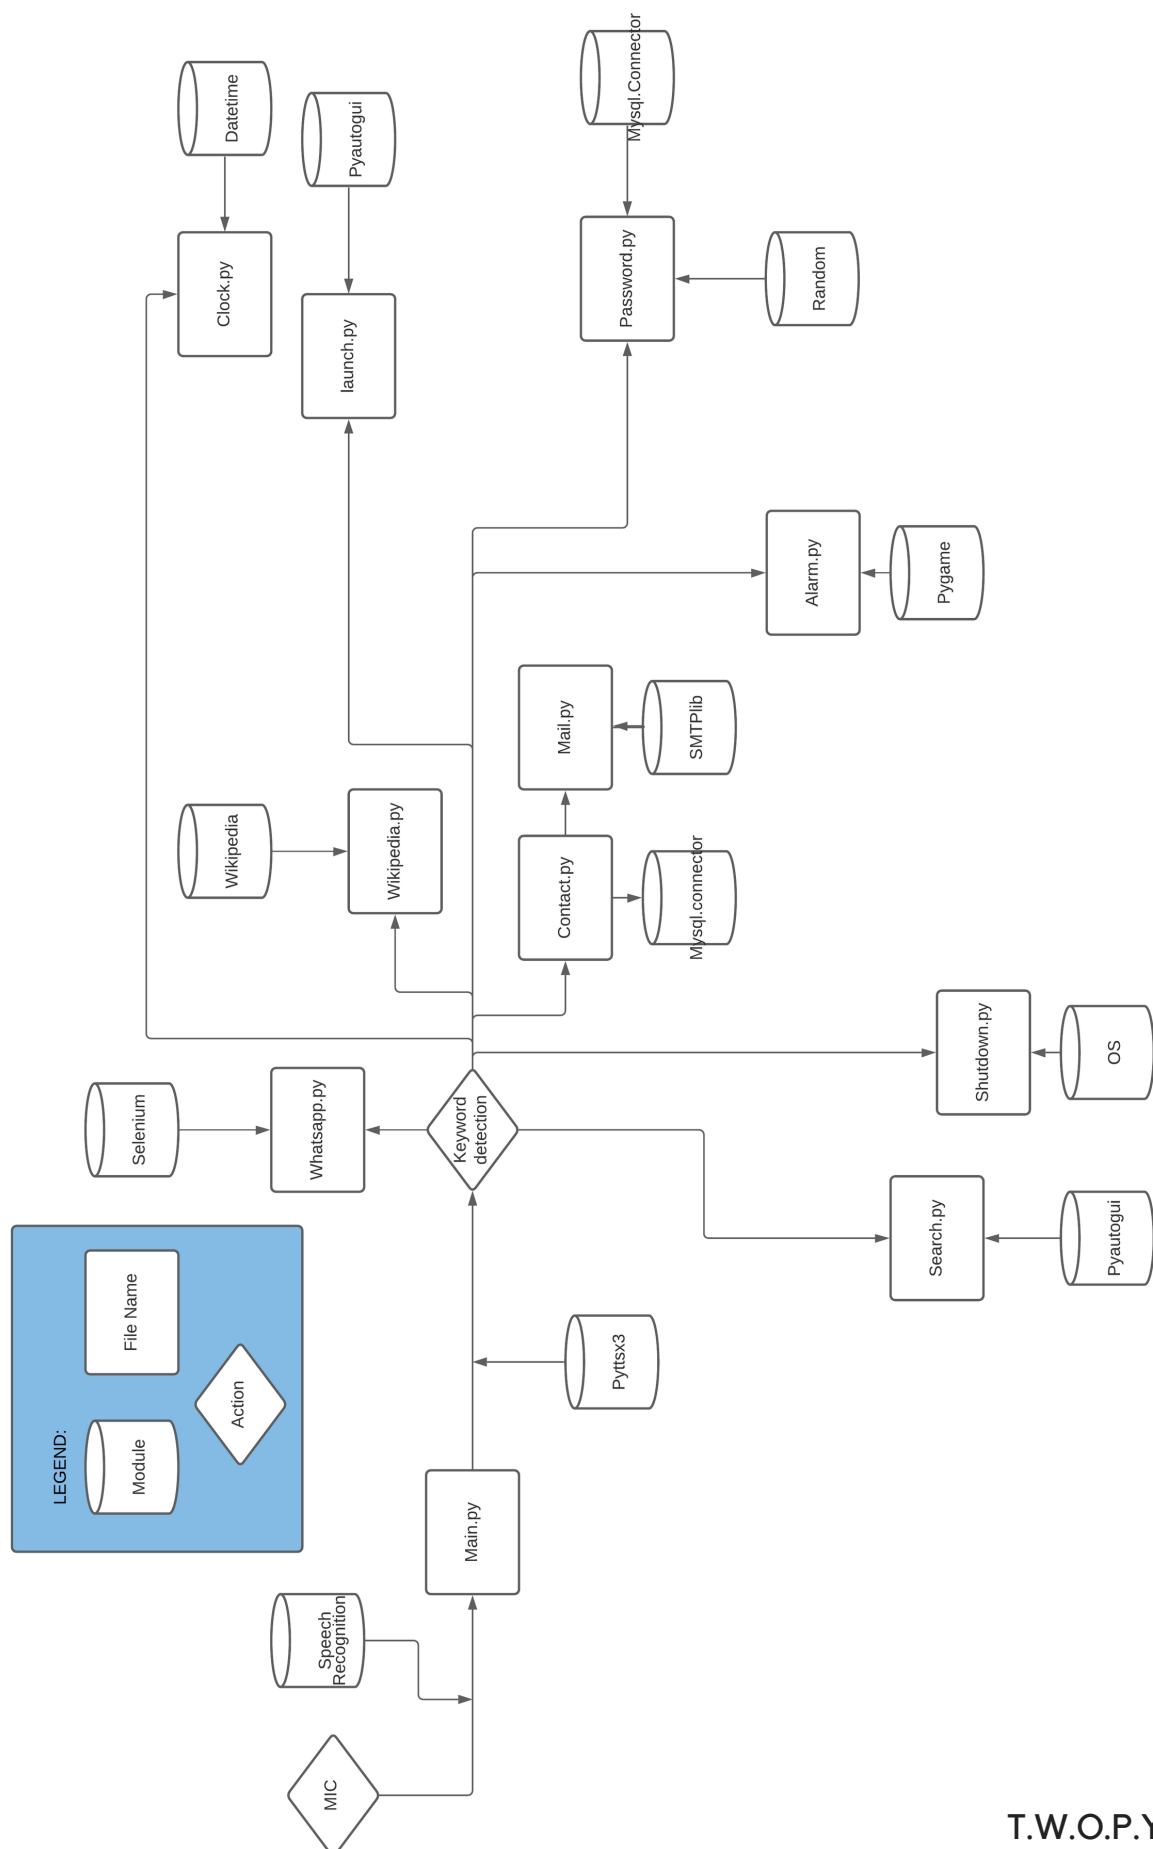 Datetime
Clock.py
Pyautogui
launch.py
Mysql.Connector
Password.py
Random
Alarm.py
Pygame
Mail.py
SMTPlib
Wikipedia
Wikipedia.py
Contact.py
Mysql.connector
Shutdown.py
OS
Selenium
Whatsapp.py
Keyword
detection
Search.py
Pyautogui
LEGEND:
File Name
Module
Action
Pyttsx3
Main.py
Speech
Recognition
MIC
T.W.O.P.Y